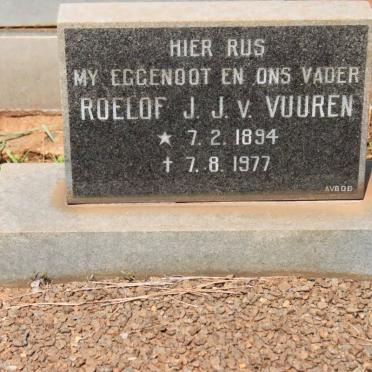 HIER RUS
MY EGGENOOT EN ONS VADER
ROELOF J. J. v. VUUREN
★ 7. 2. 1894
✝ 7. 8. 1977
AVBOB